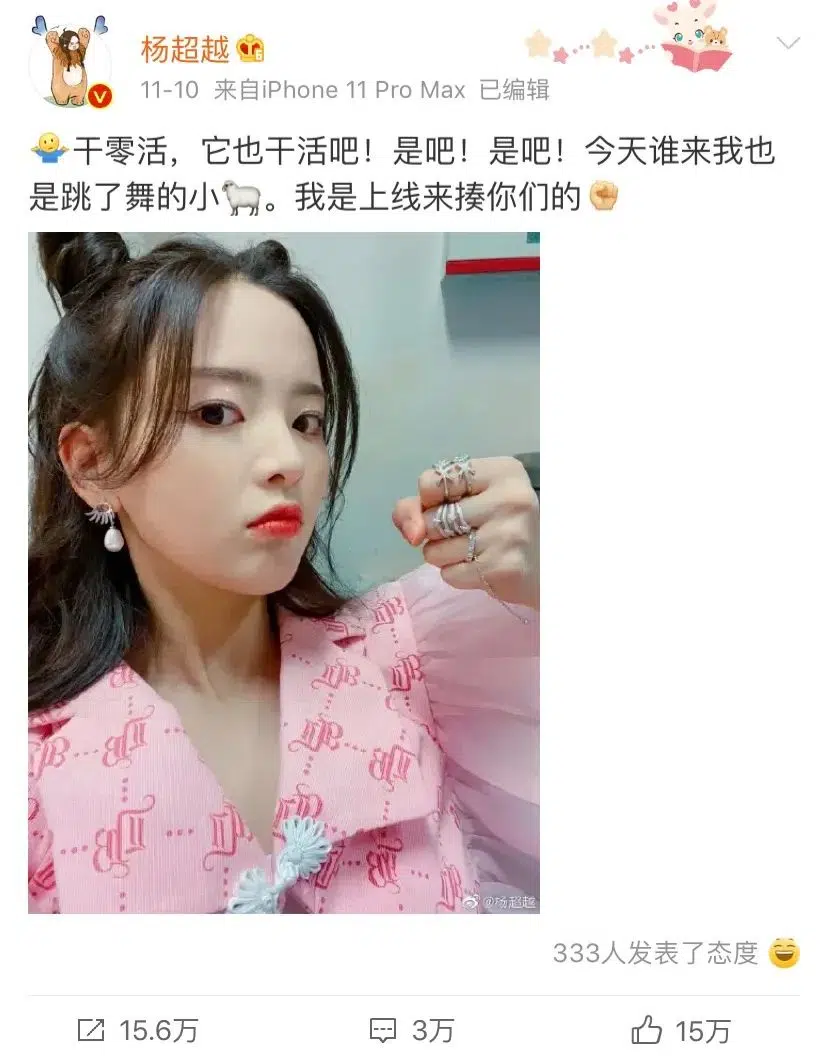 杨超越
11-10 来自iPhone 11 Pro Max 已编辑
🤷‍♀️干零活，它也干活吧！是吧！是吧！今天谁来我也
是跳了舞的小🐑。我是上线来揍你们的✊
@杨超越
333人发表了态度😄
15.6万 3万 15万